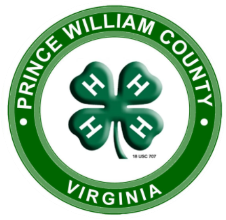 • PRINCE WILLIAM COUNTY •
H H
H H
18 USC 707
VIRGINIA